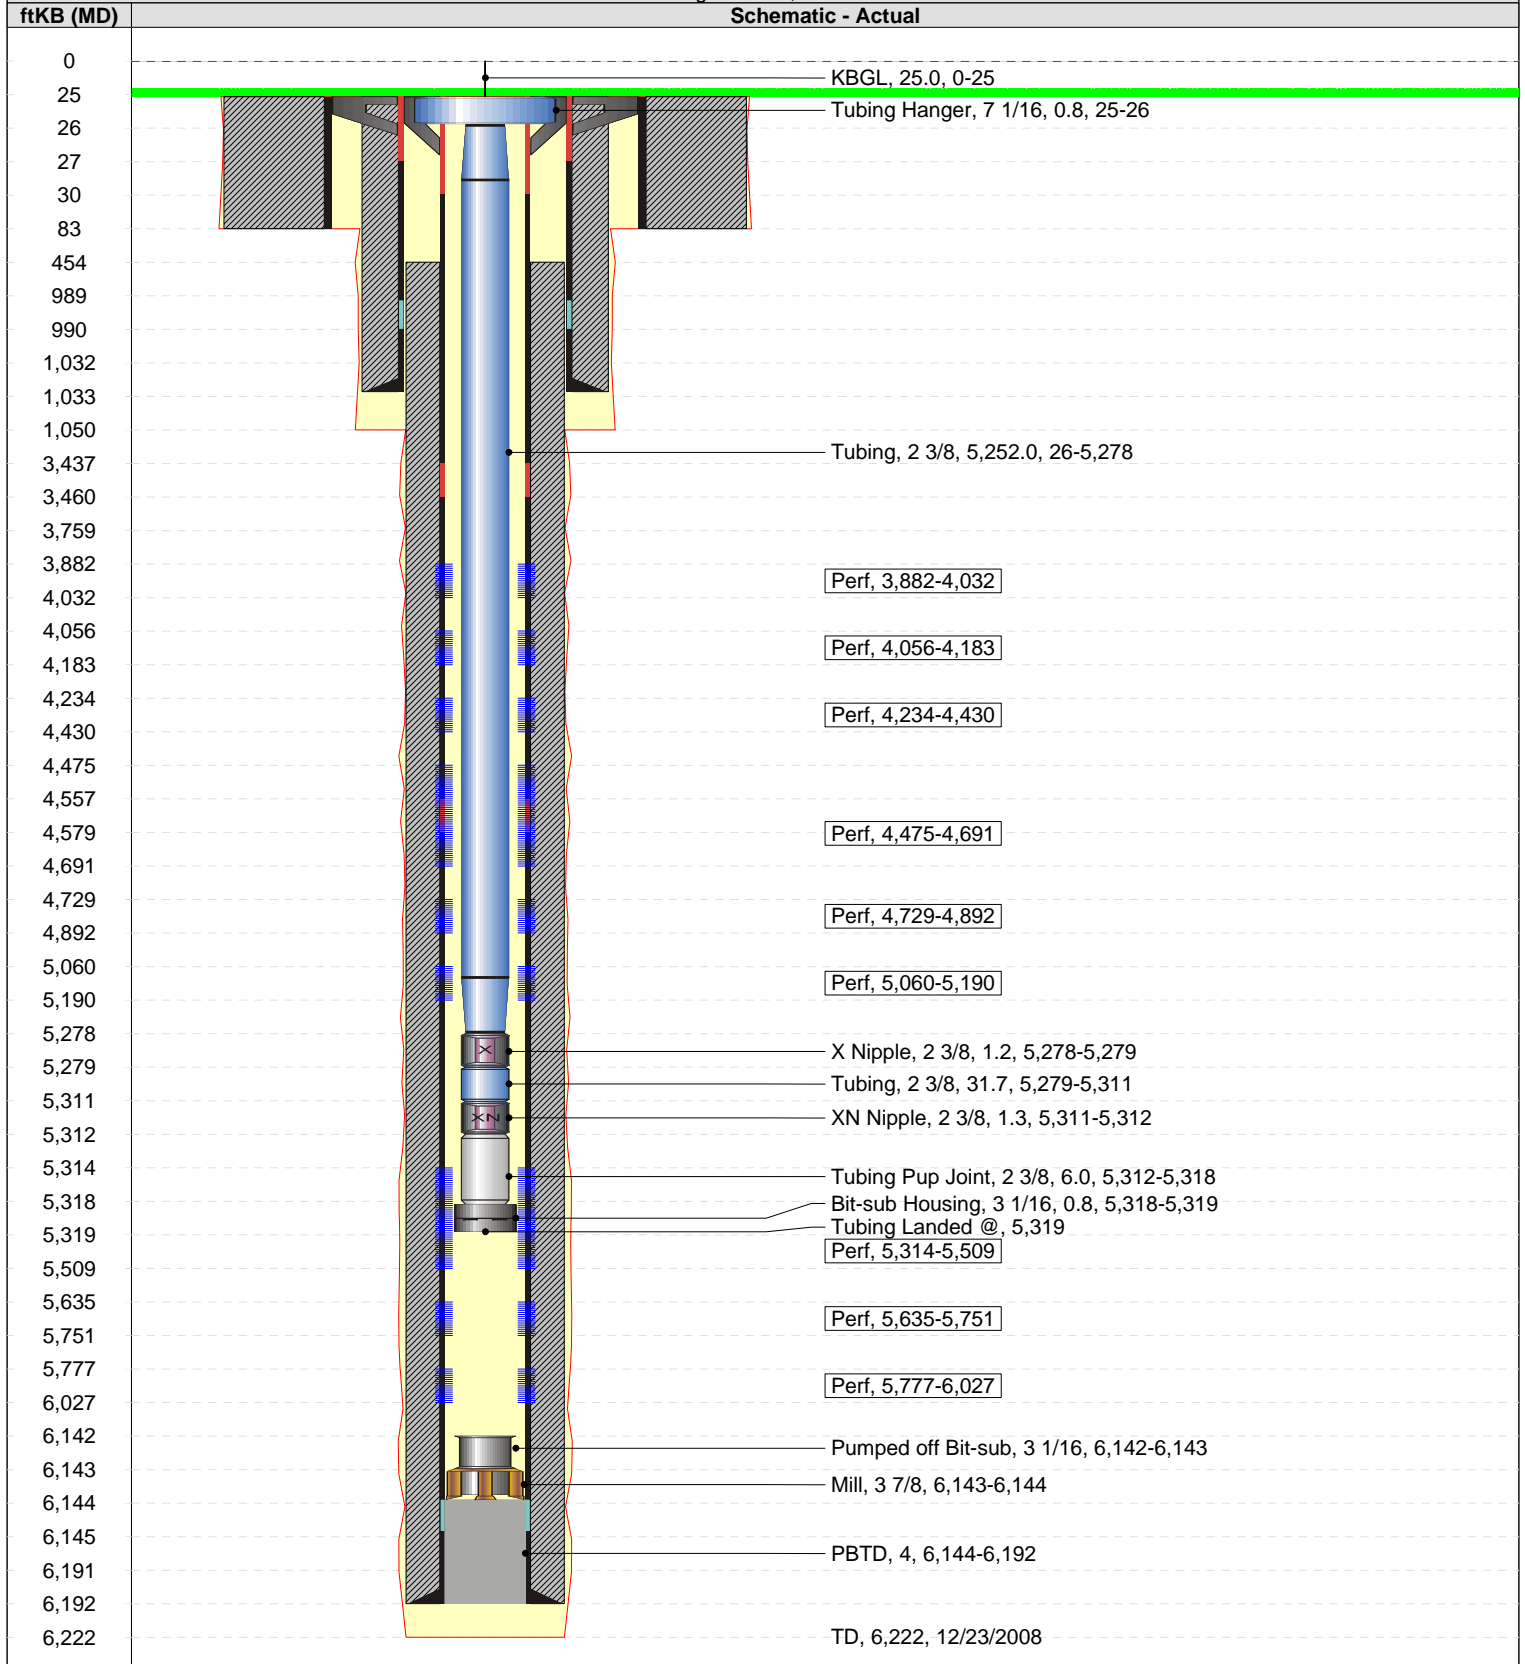 ftKB (MD) Schematic - Actual
0
KBGL, 25.0, 0-25
25
Tubing Hanger, 7 1/16, 0.8, 25-26
26
27
30
83
454
989
990
1,032
1,033
1,050
Tubing, 2 3/8, 5,252.0, 26-5,278
3,437
3,460
3,759
3,882
Perf, 3,882-4,032
4,032
4,056
Perf, 4,056-4,183
4,183
4,234
Perf, 4,234-4,430
4,430
4,475
4,557
4,579
Perf, 4,475-4,691
4,691
4,729
Perf, 4,729-4,892
4,892
5,060
Perf, 5,060-5,190
5,190
5,278
X
X Nipple, 2 3/8, 1.2, 5,278-5,279
5,279
Tubing, 2 3/8, 31.7, 5,279-5,311
5,311
XN
XN Nipple, 2 3/8, 1.3, 5,311-5,312
5,312
5,314
Tubing Pup Joint, 2 3/8, 6.0, 5,312-5,318
5,318
Bit-sub Housing, 3 1/16, 0.8, 5,318-5,319
Tubing Landed @, 5,319
5,319
Perf, 5,314-5,509
5,509
5,635
Perf, 5,635-5,751
5,751
5,777
Perf, 5,777-6,027
6,027
6,142
Pumped off Bit-sub, 3 1/16, 6,142-6,143
6,143
Mill, 3 7/8, 6,143-6,144
6,144
6,145
PBTD, 4, 6,144-6,192
6,191
6,192
6,222
TD, 6,222, 12/23/2008